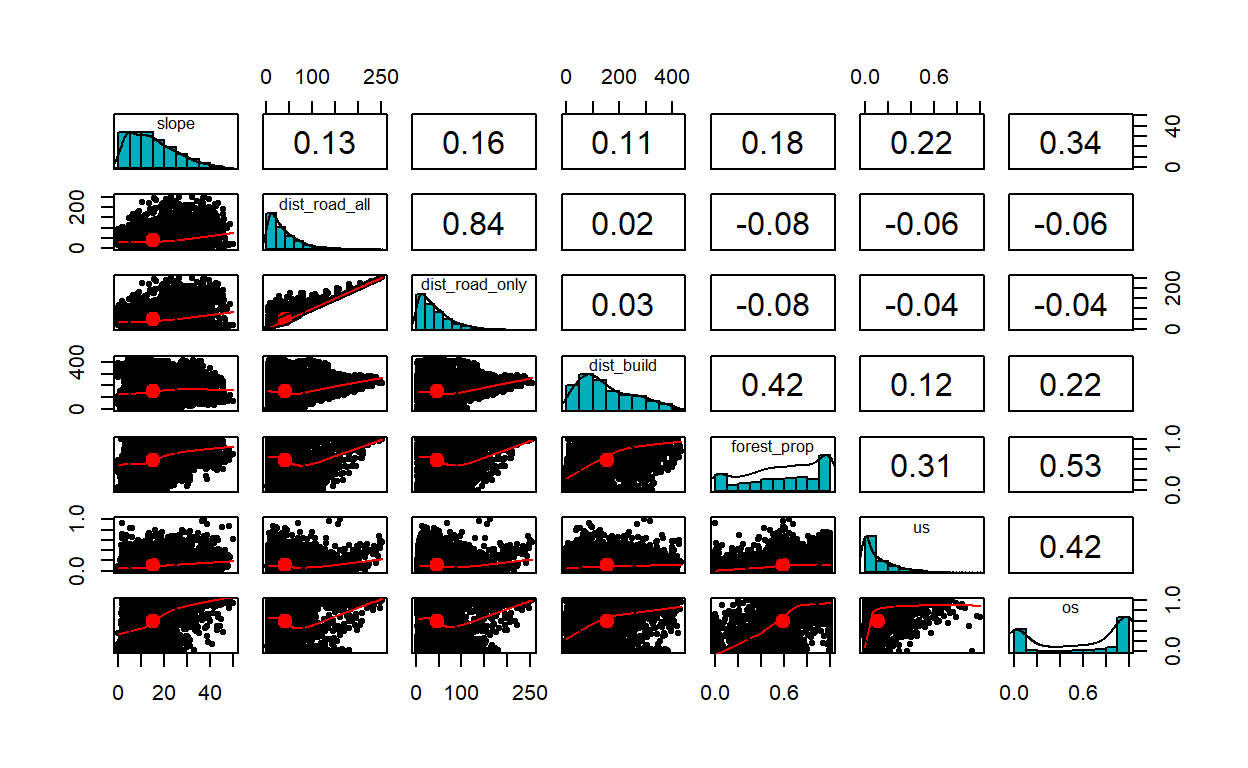 0 100 250 0 200 400 0.0 0.6
slope 0.13 0.16 0.11 0.18 0.22 0.34 0 40
0 200 dist_road_all 0.84 0.02 -0.08 -0.06 -0.06
dist_road_only 0.03 -0.08 -0.04 -0.04 0 200
0 400 dist_build 0.42 0.12 0.22
forest_prop 0.31 0.53 0.0 1.0
0.0 1.0 us 0.42
os 0.0 1.0
0 20 40 0 100 250 0.0 0.6 0.0 0.6